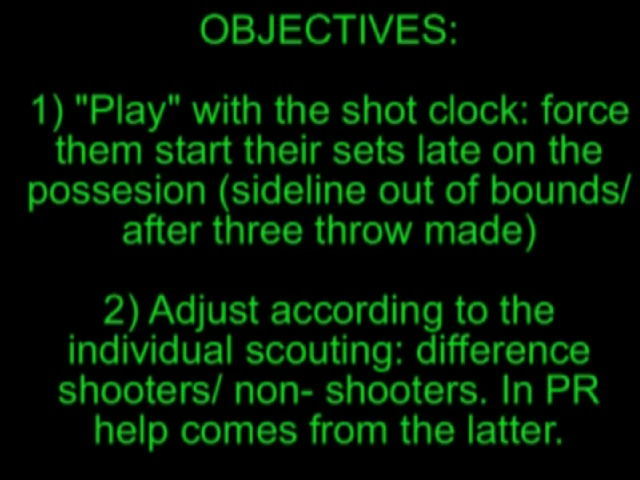 OBJECTIVES:
1) "Play" with the shot clock: force
them start their sets late on the
possesion (sideline out of bounds/
after three throw made)
2) Adjust according to the
individual scouting: difference
shooters/ non- shooters. In PR
help comes from the latter.